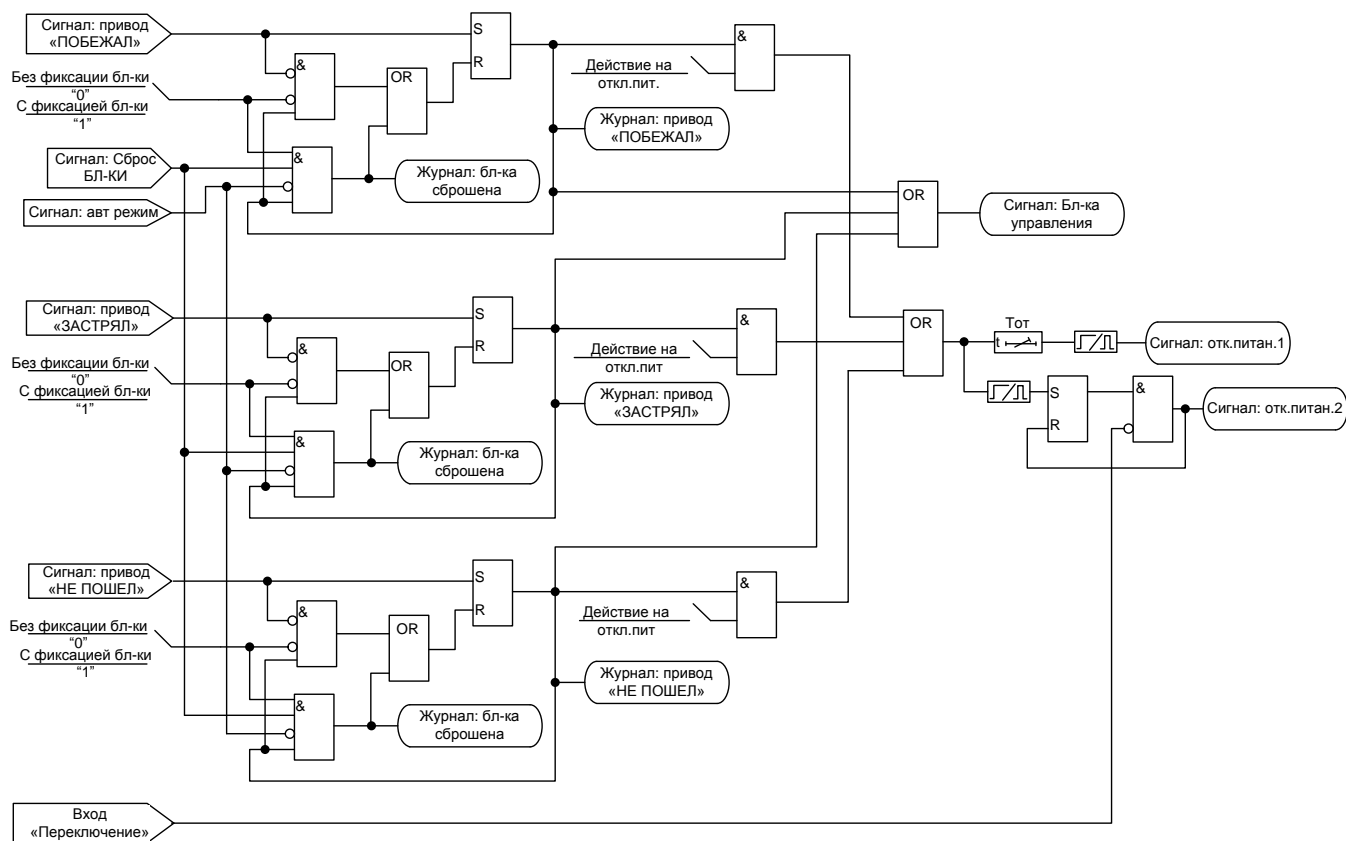 Сигнал: привод
«ПОБЕЖАЛ»
Без фиксации бл-ки
“0”
С фиксацией бл-ки
“1”
Сигнал: Сброс
БЛ-КИ
Сигнал: авт режим
&
&
OR
S
R
Журнал: бл-ка
сброшена
Действие на
откл.пит.
&
Журнал: привод
«ПОБЕЖАЛ»
OR
Сигнал: Бл-ка
управления
Сигнал: привод
«ЗАСТРЯЛ»
Без фиксации бл-ки
“0”
С фиксацией бл-ки
“1”
&
&
OR
S
R
Журнал: бл-ка
сброшена
Действие на
откл.пит
&
Журнал: привод
«ЗАСТРЯЛ»
OR
Тот
t
Сигнал: отк.питан.1
S
R
&
Сигнал: отк.питан.2
Сигнал: привод
«НЕ ПОШЕЛ»
Без фиксации бл-ки
“0”
С фиксацией бл-ки
“1”
&
&
OR
S
R
Журнал: бл-ка
сброшена
Действие на
откл.пит
&
Журнал: привод
«НЕ ПОШЕЛ»
Вход
«Переключение»